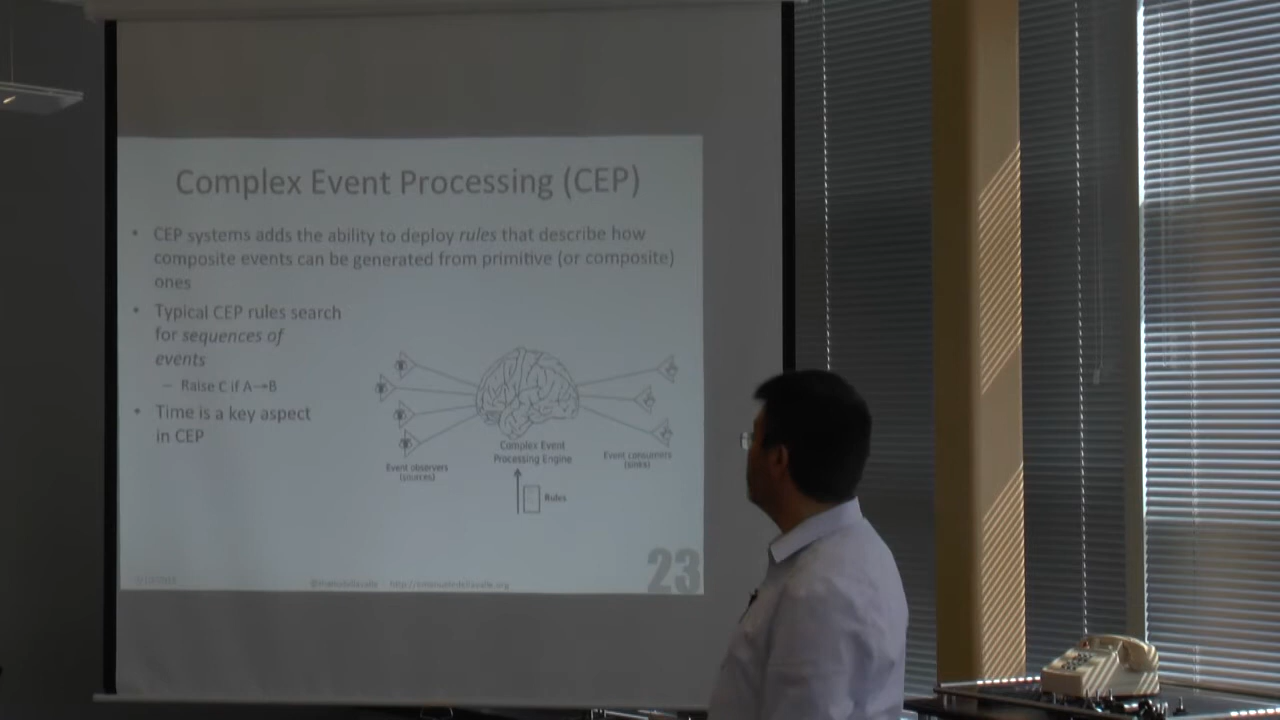 Complex Event Processing (CEP)
• CEP systems adds the ability to deploy rules that describe how
composite events can be generated from primitive (or composite)
ones
• Typical CEP rules search
for sequences of
events
– Raise C if A→B
• Time is a key aspect
in CEP
Complex Event
Processing Engine
Event observers
(sources)
Event consumers
(sinks)
Rules
23